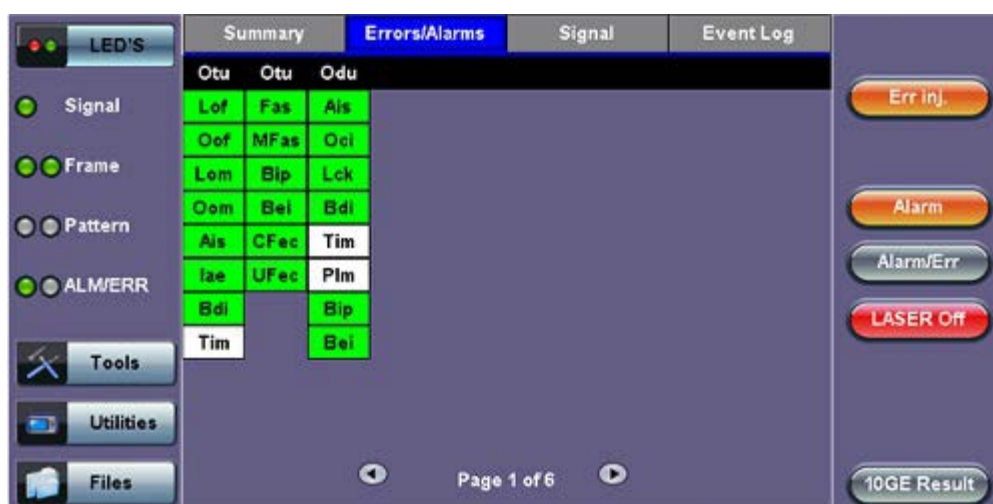 LED'S
Signal
Frame
Pattern
ALM/ERR
Tools
Utilities
Files
Summary Errors/Alarms Signal Event Log
Otu Otu Odu
Lof Fas Ais
Oof MFas Oci
Lom Bip Lck
Oom Bei Bdi
Ais CFec Tim
Iae UFec Plm
Bdi Bip
Tim Bei
Page 1 of 6
Err inj.
Alarm
Alarm/Err
LASER Off
10GE Result